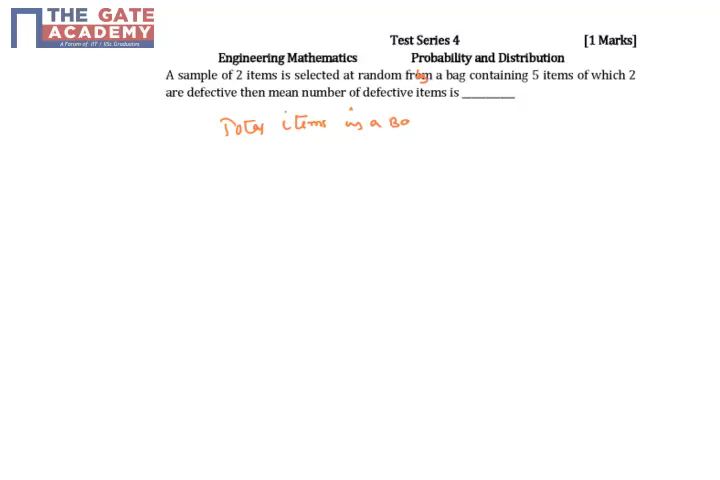 THE GATE
ACADEMY
A Forum of IIT / IISc Graduates
Test Series 4 [1 Marks]
Engineering Mathematics Probability and Distribution
A sample of 2 items is selected at random from a bag containing 5 items of which 2
are defective then mean number of defective items is __________
Total items in a Ba